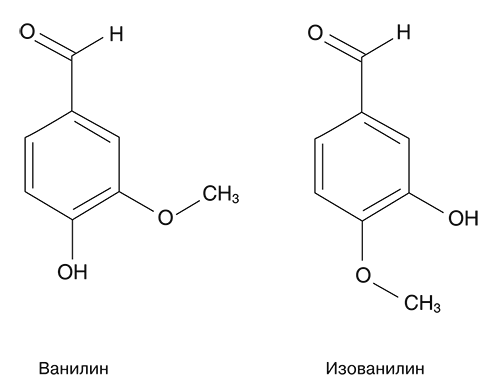 O H O H
O CH₃ OH
OH O CH₃
Ванилин Изованилин